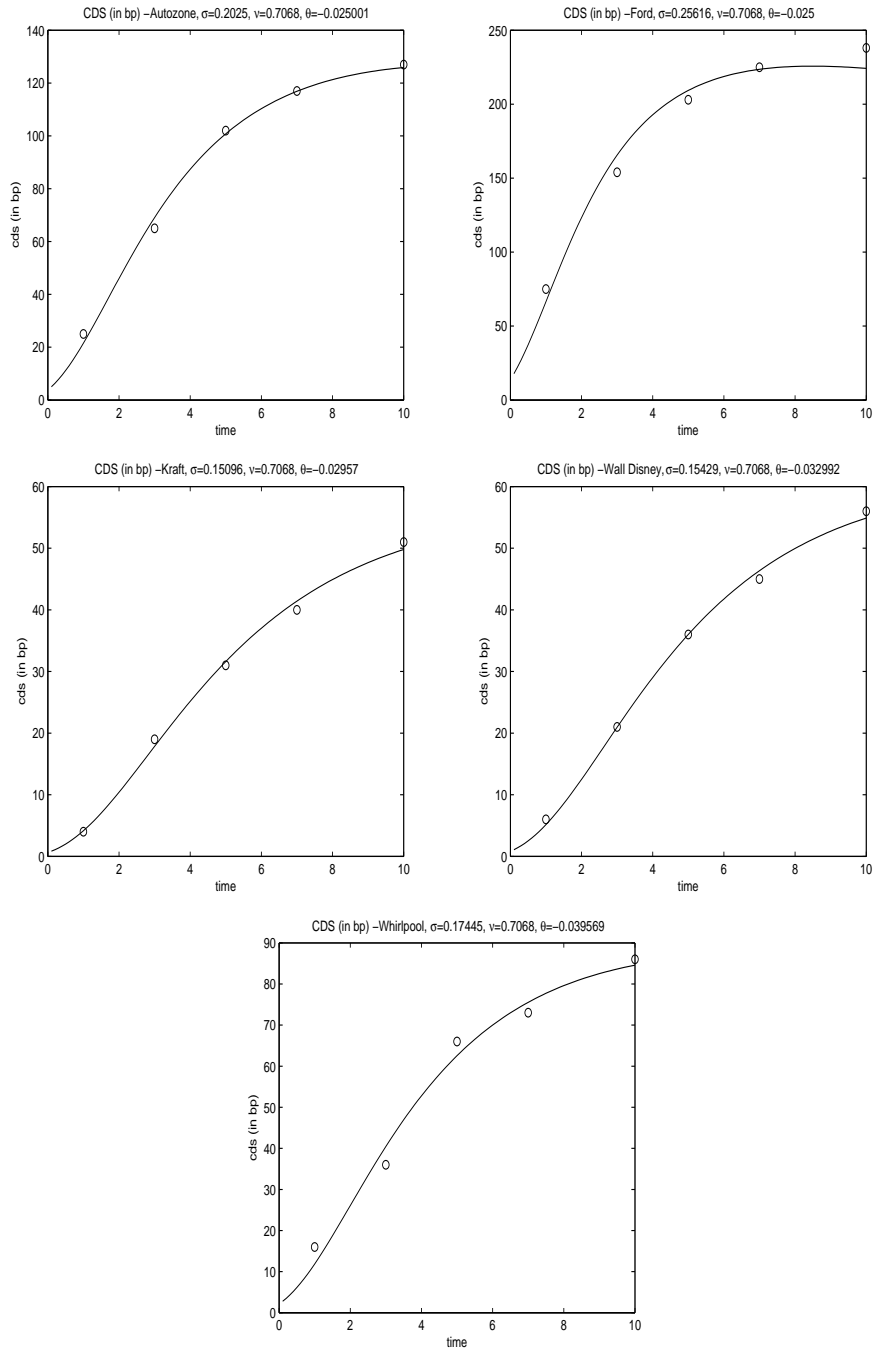 CDS (in bp) –Autozone, σ=0.2025, ν=0.7068, θ=–0.025001
140
120
100
80
60
40
20
0
cds (in bp)
0 2 4 6 8 10
time
CDS (in bp) –Ford, σ=0.25616, ν=0.7068, θ=–0.025
250
200
150
100
50
0
cds (in bp)
0 2 4 6 8 10
time
CDS (in bp) –Kraft, σ=0.15096, ν=0.7068, θ=–0.02957
60
50
40
30
20
10
0
cds (in bp)
0 2 4 6 8 10
time
CDS (in bp) –Wall Disney, σ=0.15429, ν=0.7068, θ=–0.032992
60
50
40
30
20
10
0
cds (in bp)
0 2 4 6 8 10
time
CDS (in bp) –Whirlpool, σ=0.17445, ν=0.7068, θ=–0.039569
90
80
70
60
50
40
30
20
10
0
cds (in bp)
0 2 4 6 8 10
time